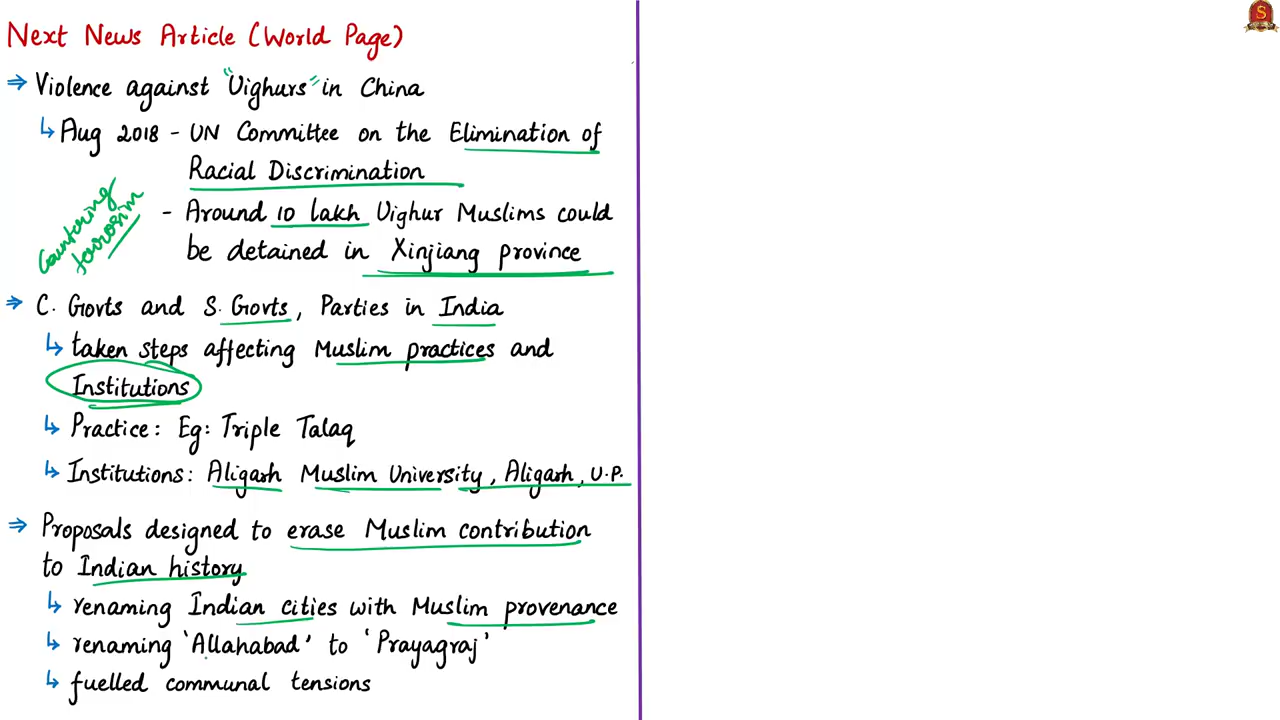 Next News Article (World Page)
⇒ Violence against "Uighurs" in China
↳ Aug 2018 - UN Committee on the Elimination of
Racial Discrimination
Countering
terrosim
- Around 10 lakh Uighur Muslims could
be detained in Xinjiang province
⇒ C. Govts and S. Govts, Parties in India
↳ taken steps affecting Muslim practices and
Institutions
↳ Practice: Eg: Triple Talaq
↳ Institutions: Aligarh Muslim University, Aligarh, U.P.
⇒ Proposals designed to erase Muslim contribution
to Indian history
↳ renaming Indian cities with Muslim provenance
↳ renaming 'Allahabad' to 'Prayagraj'
↳ fuelled communal tensions
S